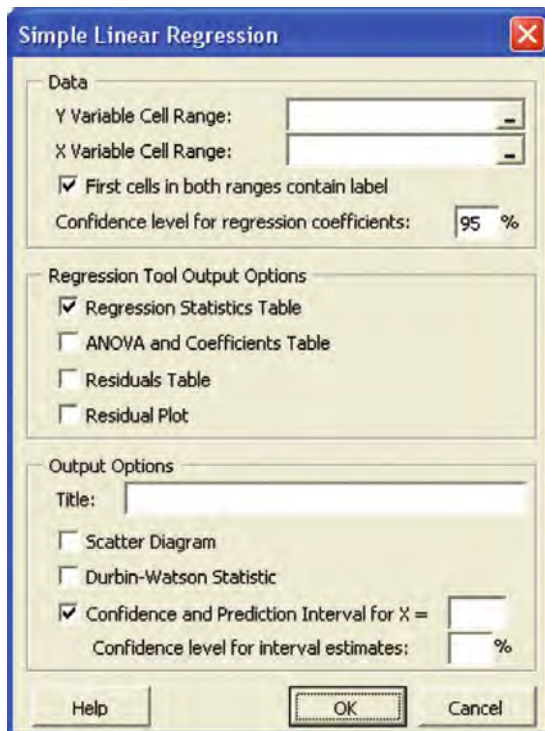 Simple Linear Regression
Data
Y Variable Cell Range:
X Variable Cell Range:
First cells in both ranges contain label
Confidence level for regression coefficients: 95 %
Regression Tool Output Options
Regression Statistics Table
ANOVA and Coefficients Table
Residuals Table
Residual Plot
Output Options
Title:
Scatter Diagram
Durbin-Watson Statistic
Confidence and Prediction Interval for X =
Confidence level for interval estimates: %
Help OK Cancel